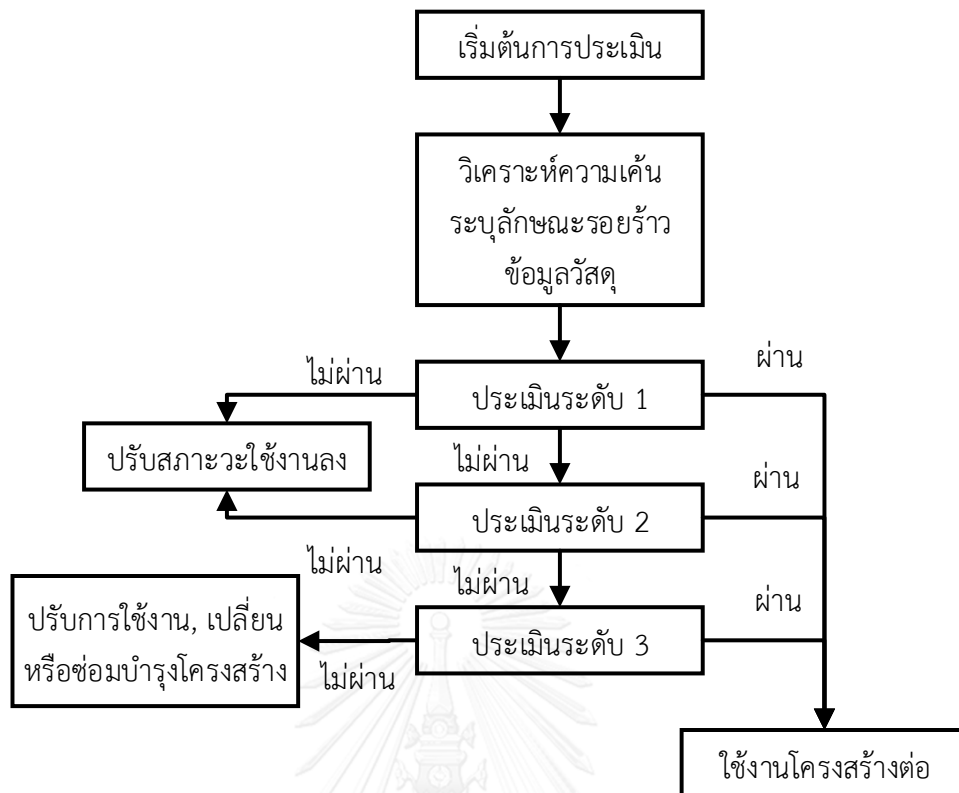 เริ่มต้นการประเมิน
วิเคราะห์ความเค้น
ระบุลักษณะรอยร้าว
ข้อมูลวัสดุ
ไม่ผ่าน
ผ่าน
ประเมินระดับ 1
ปรับสภาะวะใช้งานลง
ไม่ผ่าน
ผ่าน
ประเมินระดับ 2
ไม่ผ่าน
ไม่ผ่าน
ผ่าน
ปรับการใช้งาน, เปลี่ยน
หรือซ่อมบำรุงโครงสร้าง
ประเมินระดับ 3
ไม่ผ่าน
ใช้งานโครงสร้างต่อ